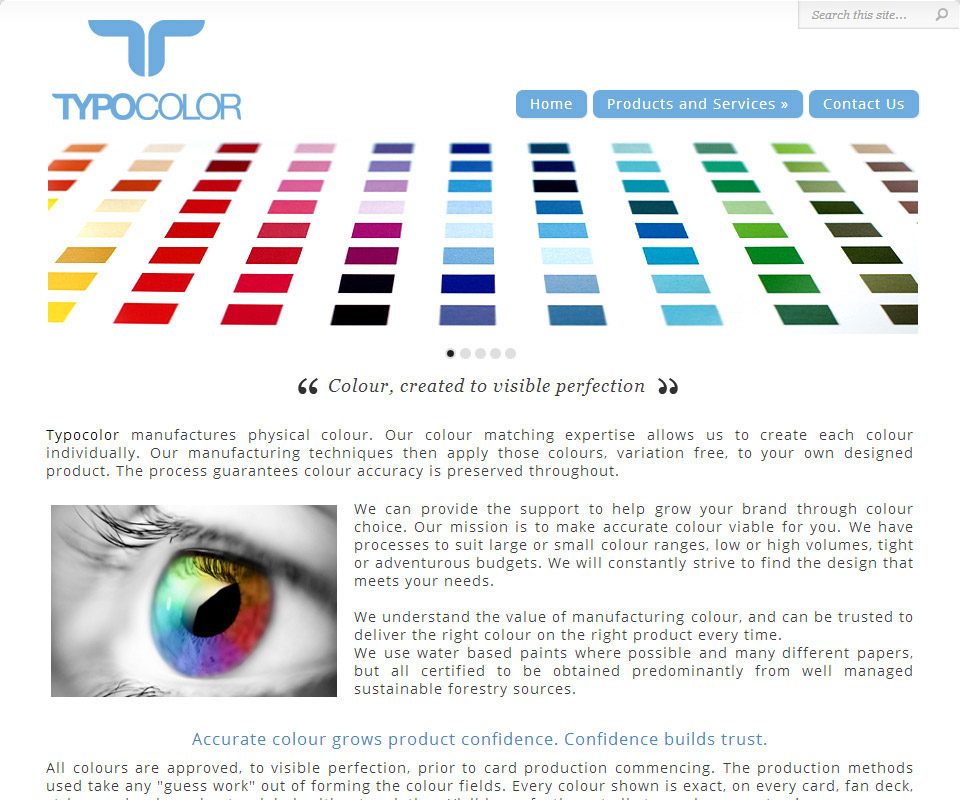 Search this site...
TYPOCOLOR
Home
Products and Services »
Contact Us
“ Colour, created to visible perfection ”
Typocolor manufactures physical colour. Our colour matching expertise allows us to create each colour
individually. Our manufacturing techniques then apply those colours, variation free, to your own designed
product. The process guarantees colour accuracy is preserved throughout.
We can provide the support to help grow your brand through colour
choice. Our mission is to make accurate colour viable for you. We have
processes to suit large or small colour ranges, low or high volumes, tight
or adventurous budgets. We will constantly strive to find the design that
meets your needs.
We understand the value of manufacturing colour, and can be trusted to
deliver the right colour on the right product every time.
We use water based paints where possible and many different papers,
but all certified to be obtained predominantly from well managed
sustainable forestry sources.
Accurate colour grows product confidence. Confidence builds trust.
All colours are approved, to visible perfection, prior to card production commencing. The production methods
used take any "guess work" out of forming the colour fields. Every colour shown is exact, on every card, fan deck,